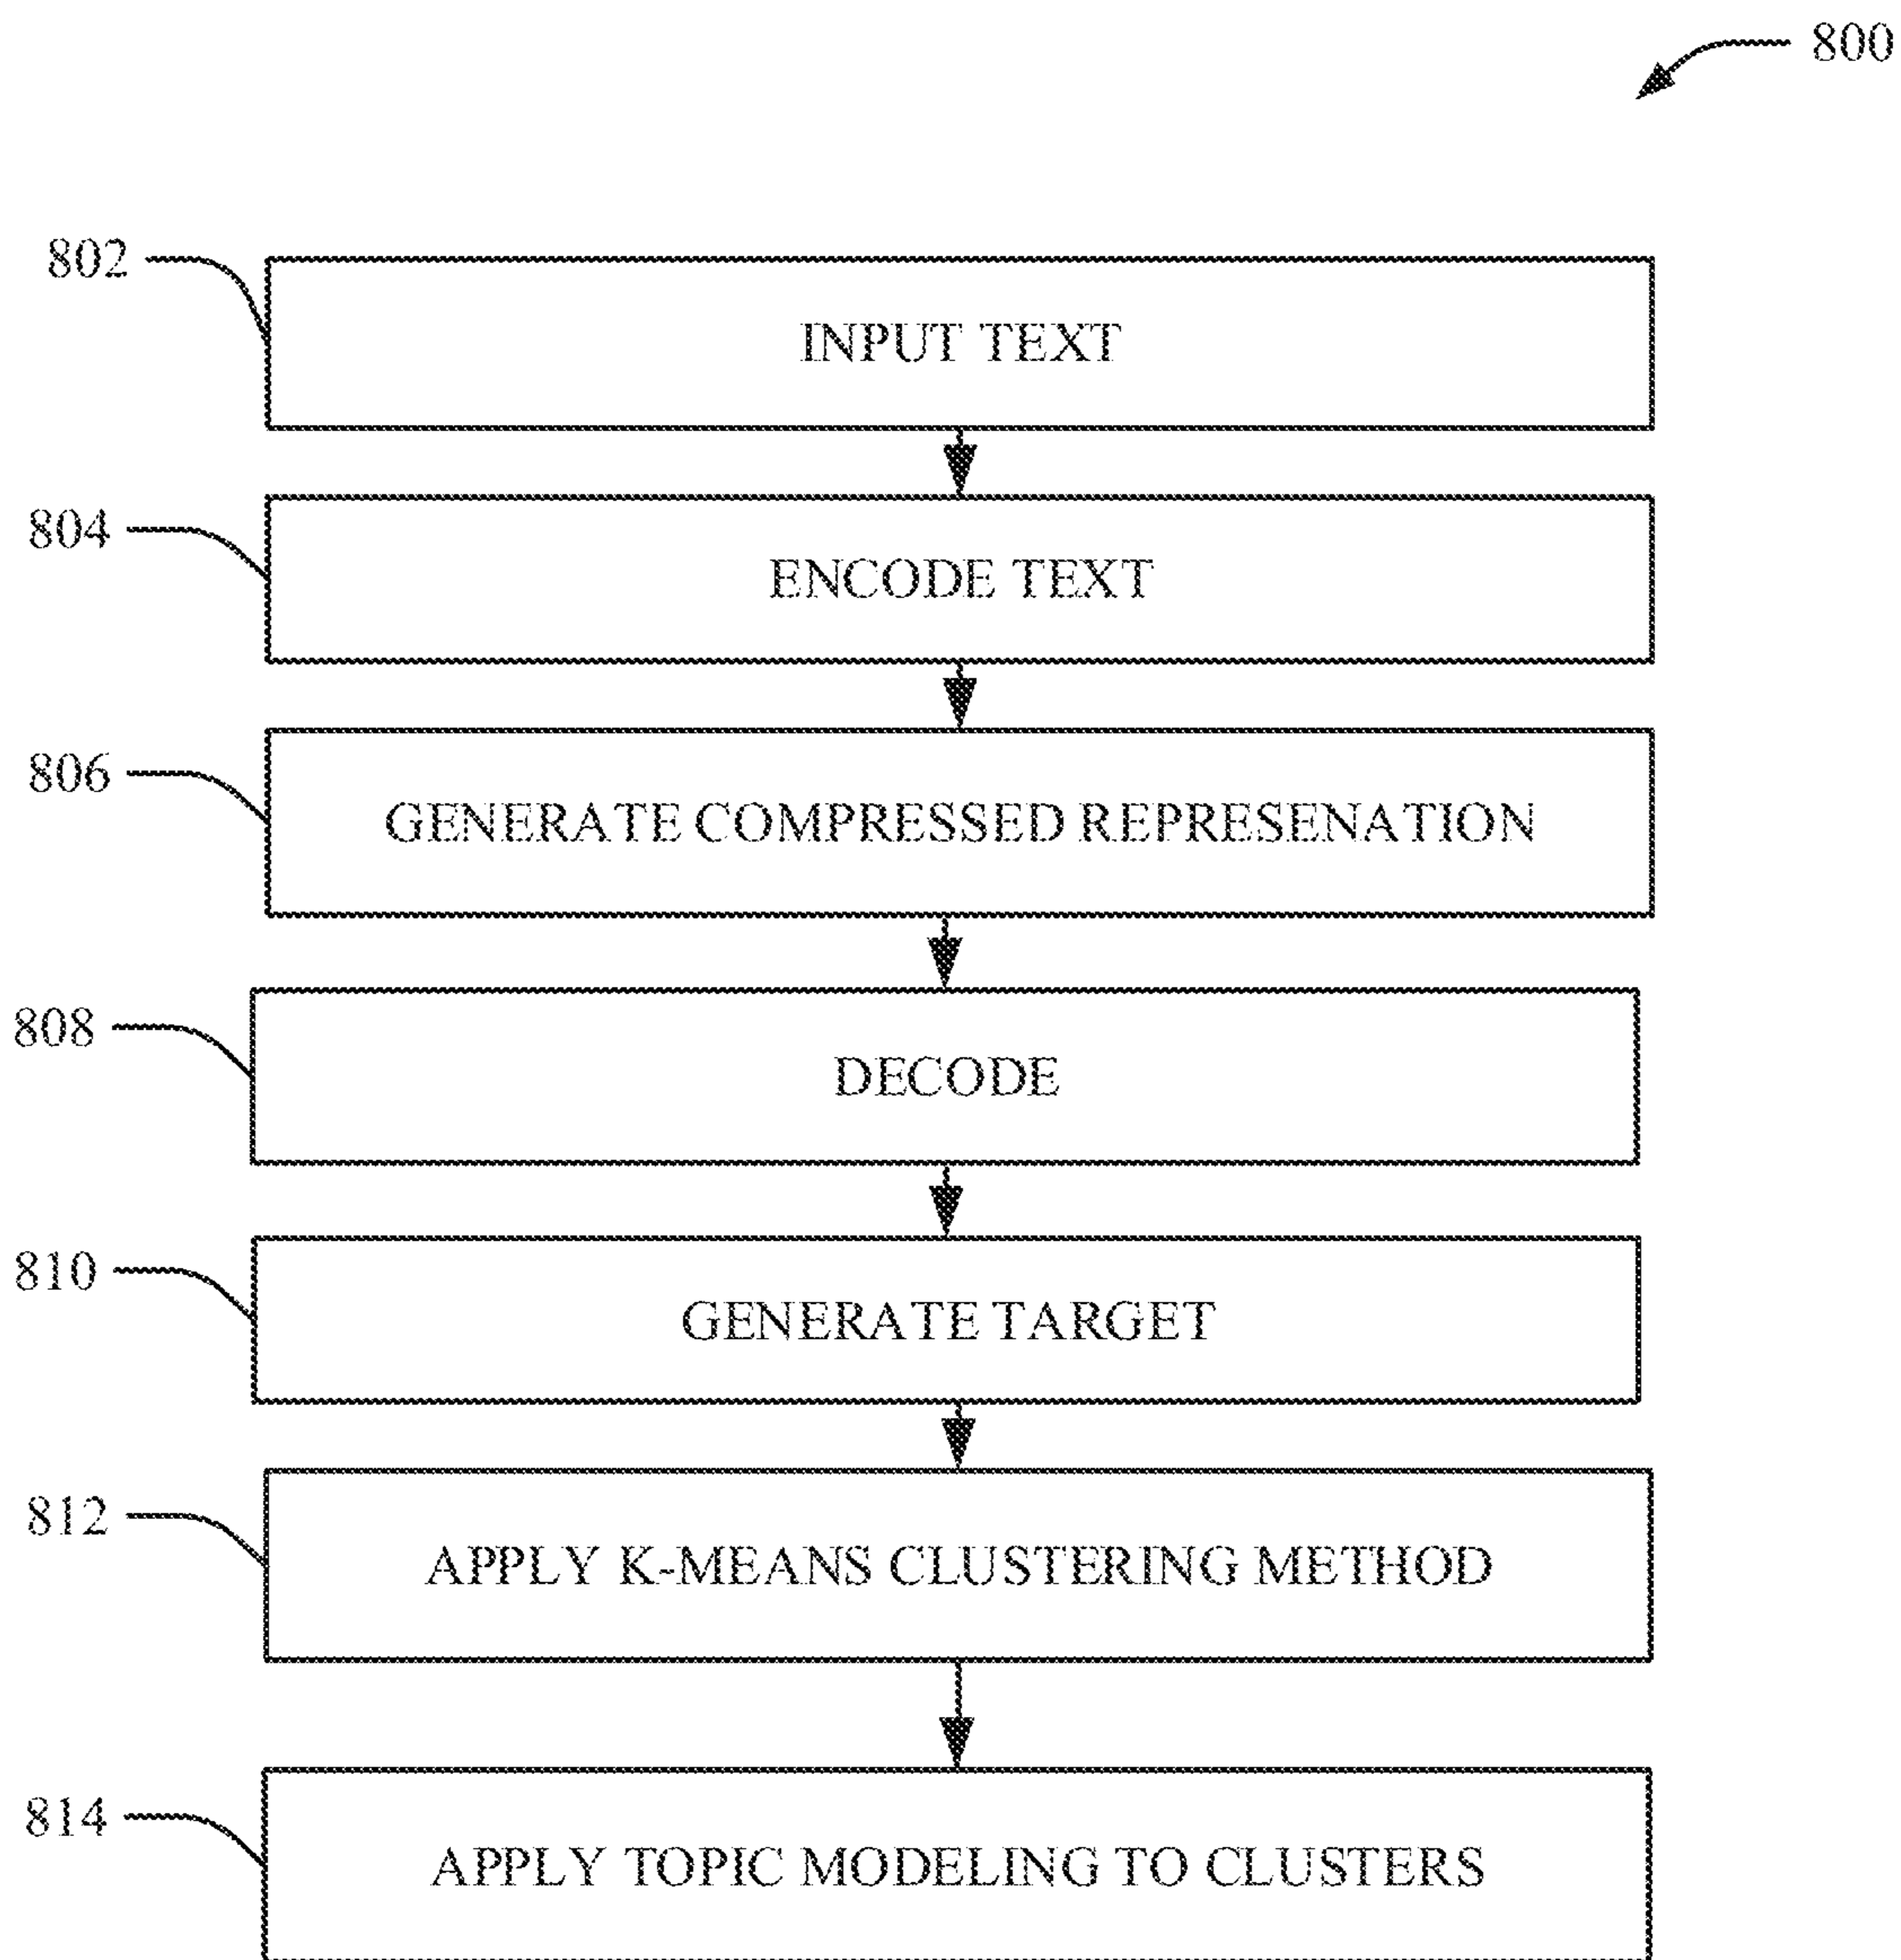 800
802
INPUT TEXT
804
ENCODE TEXT
806
GENERATE COMPRESSED REPRESENATION
808
DECODE
810
GENERATE TARGET
812
APPLY K-MEANS CLUSTERING METHOD
814
APPLY TOPIC MODELING TO CLUSTERS